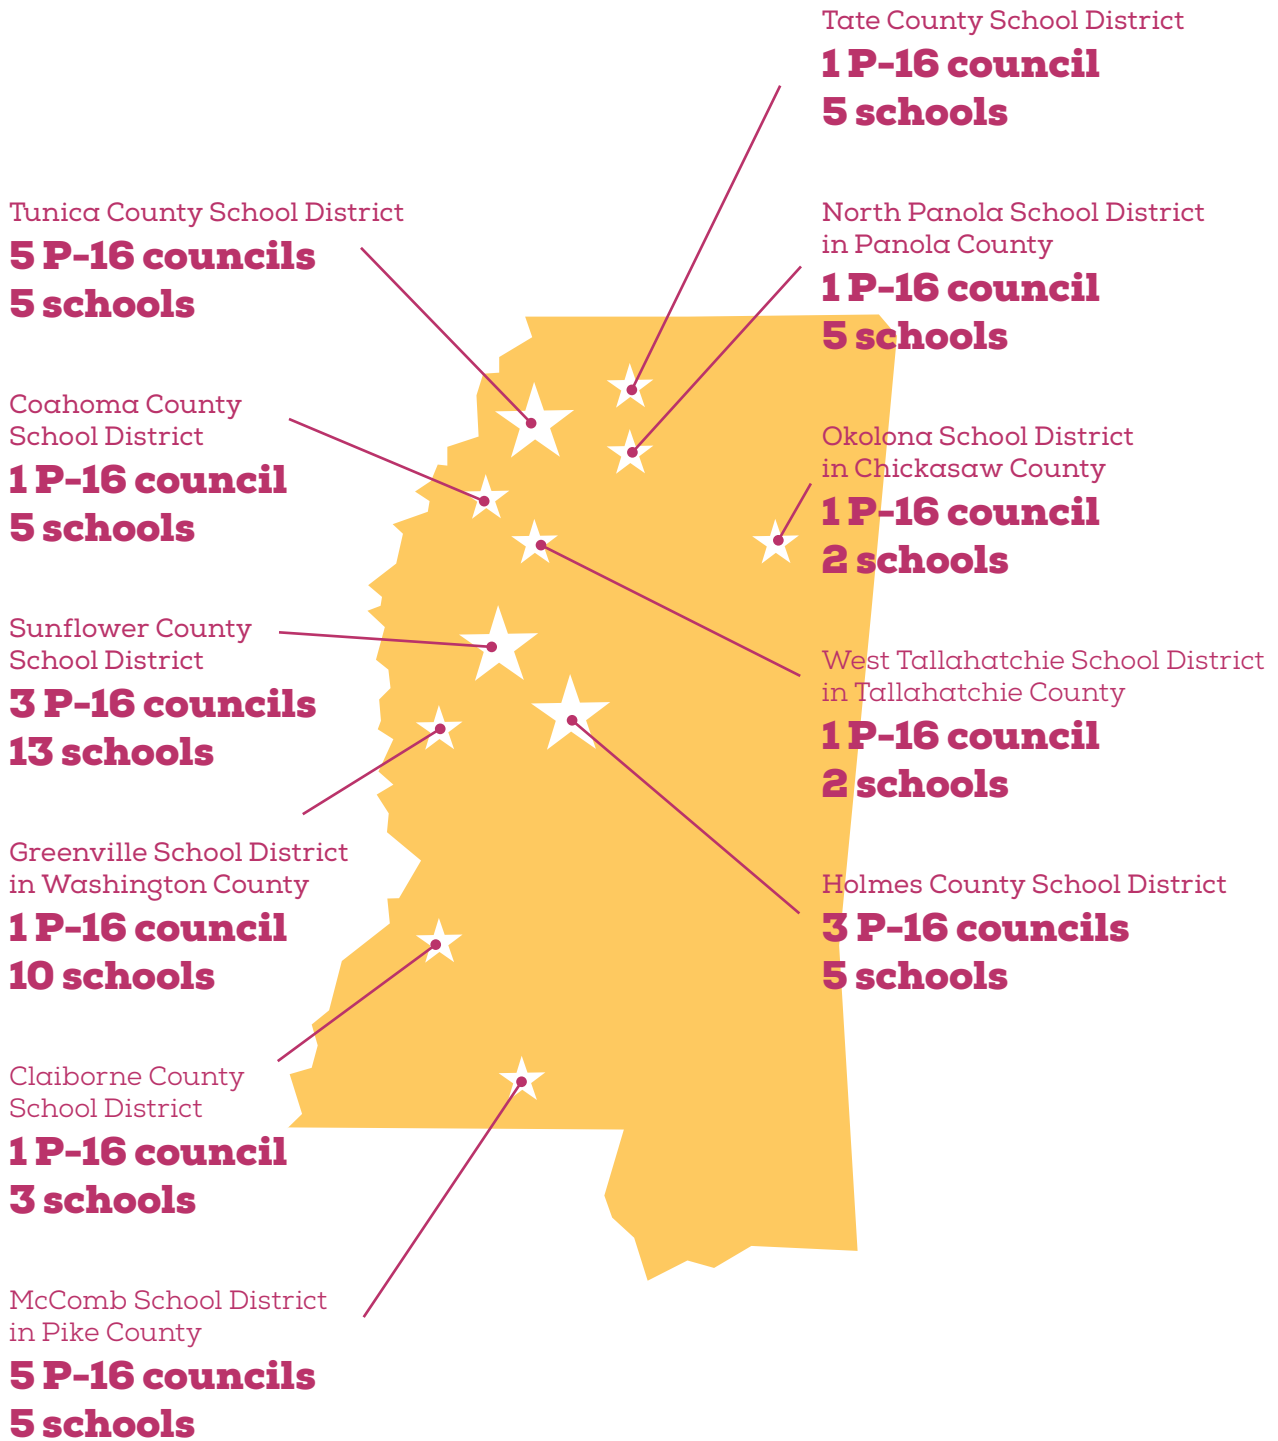 Tate County School District
1 P-16 council
5 schools
Tunica County School District
5 P-16 councils
5 schools
North Panola School District
in Panola County
1 P-16 council
5 schools
Coahoma County
School District
1 P-16 council
5 schools
Okolona School District
in Chickasaw County
1 P-16 council
2 schools
Sunflower County
School District
3 P-16 councils
13 schools
West Tallahatchie School District
in Tallahatchie County
1 P-16 council
2 schools
Greenville School District
in Washington County
1 P-16 council
10 schools
Holmes County School District
3 P-16 councils
5 schools
Claiborne County
School District
1 P-16 council
3 schools
McComb School District
in Pike County
5 P-16 councils
5 schools